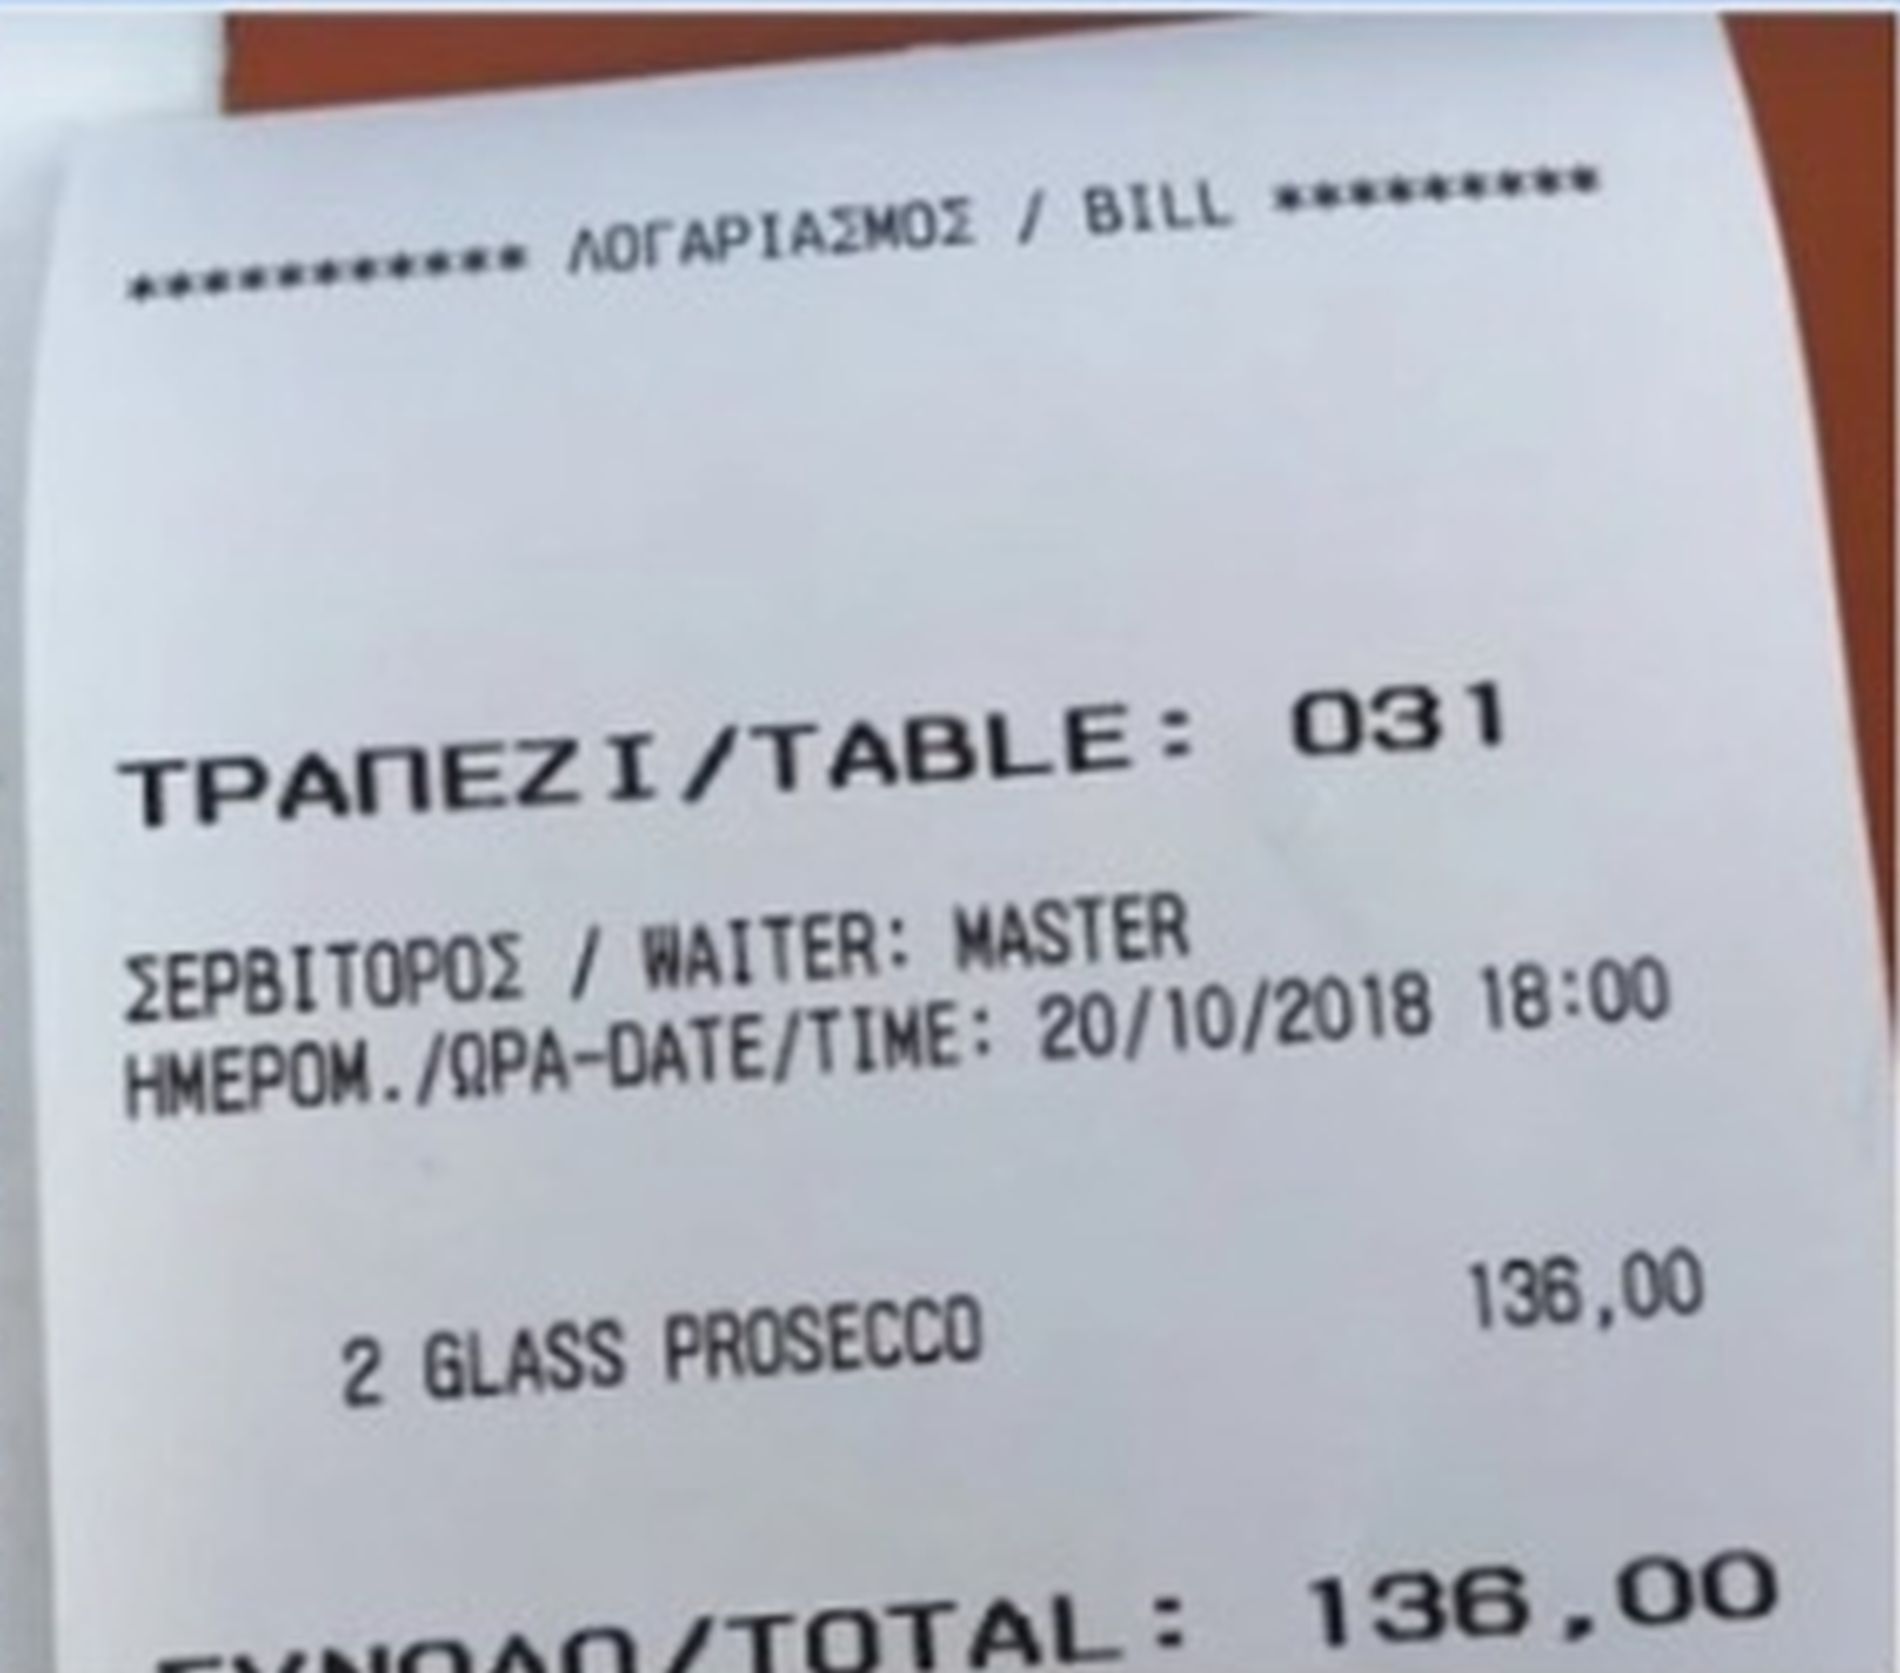 *********** ΛΟΓΑΡΙΑΣΜΟΣ / BILL *********
ΤΡΑΠΕΖΙ/TABLE: 031
ΣΕΡΒΙΤΟΡΟΣ / WAITER: MASTER
ΗΜΕΡΟΜ./ΩΡΑ-DATE/TIME: 20/10/2018 18:00
2 GLASS PROSECCO 136,00
ΣΥΝΟΛΟ/TOTAL: 136,00